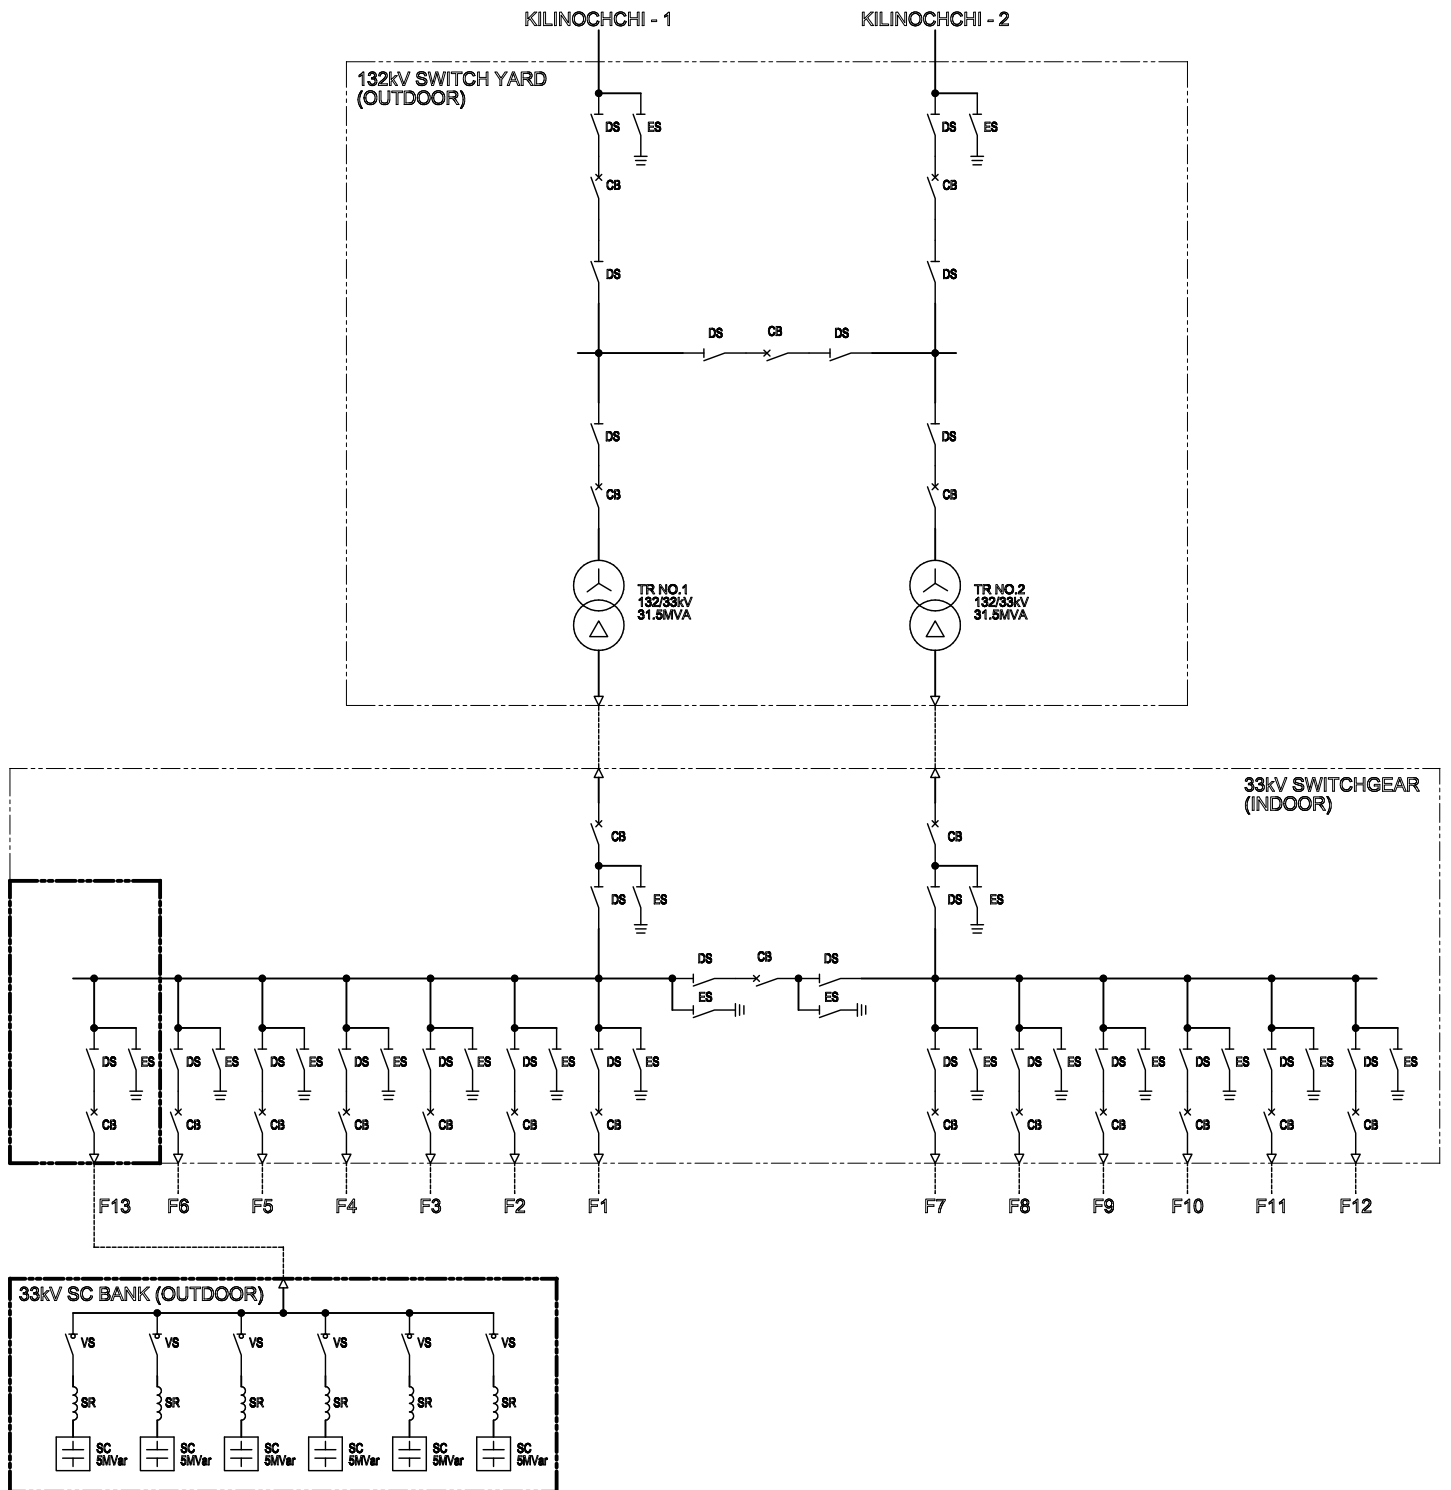 KILINOCHCHI - 1 KILINOCHCHI - 2
132kV SWITCH YARD
(OUTDOOR)
DS ES DS ES
CB CB
DS DS
DS CB DS
DS DS
CB CB
TR NO.1
132/33kV
31.5MVA
TR NO.2
132/33kV
31.5MVA
33kV SWITCHGEAR
(INDOOR)
CB CB
DS ES DS ES
DS CB DS
ES ES
DS ES DS ES DS ES DS ES DS ES DS ES DS ES DS ES DS ES DS ES DS ES DS ES DS ES
CB CB CB CB CB CB CB CB CB CB CB CB CB
F13 F6 F5 F4 F3 F2 F1 F7 F8 F9 F10 F11 F12
33kV SC BANK (OUTDOOR)
VS VS VS VS VS VS
SR SR SR SR SR SR
SC SC SC SC SC SC
5MVar 5MVar 5MVar 5MVar 5MVar 5MVar